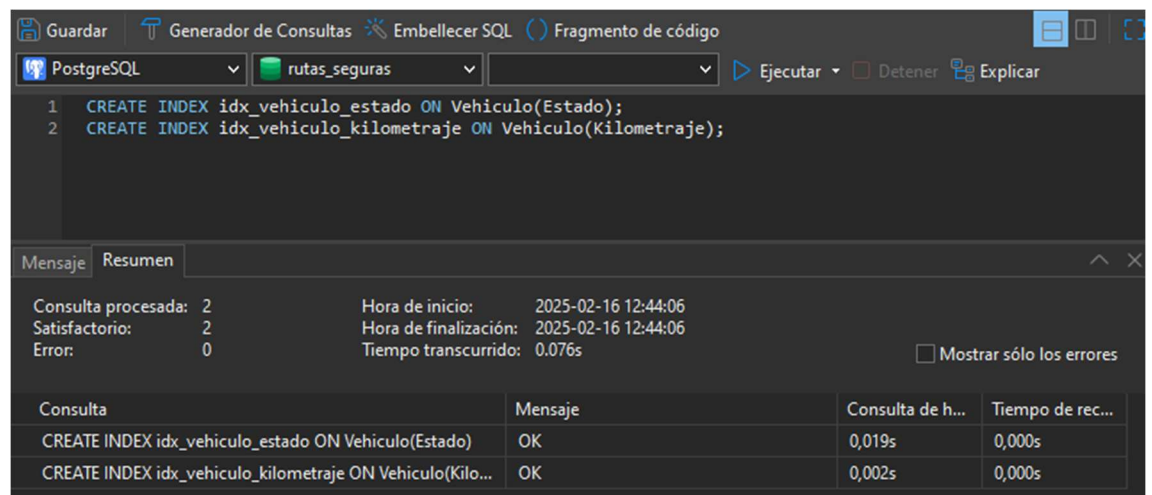 Guardar Generador de Consultas Embellecer SQL () Fragmento de código
PostgreSQL rutas_seguras Ejecutar Detener Explicar
1 CREATE INDEX idx_vehiculo_estado ON Vehiculo(Estado);
2 CREATE INDEX idx_vehiculo_kilometraje ON Vehiculo(Kilometraje);
Mensaje Resumen
Consulta procesada: 2 Hora de inicio: 2025-02-16 12:44:06
Satisfactorio: 2 Hora de finalización: 2025-02-16 12:44:06
Error: 0 Tiempo transcurrido: 0.076s
Mostrar sólo los errores
Consulta Mensaje Consulta de h... Tiempo de rec...
CREATE INDEX idx_vehiculo_estado ON Vehiculo(Estado) OK 0,019s 0,000s
CREATE INDEX idx_vehiculo_kilometraje ON Vehiculo(Kilo... OK 0,002s 0,000s